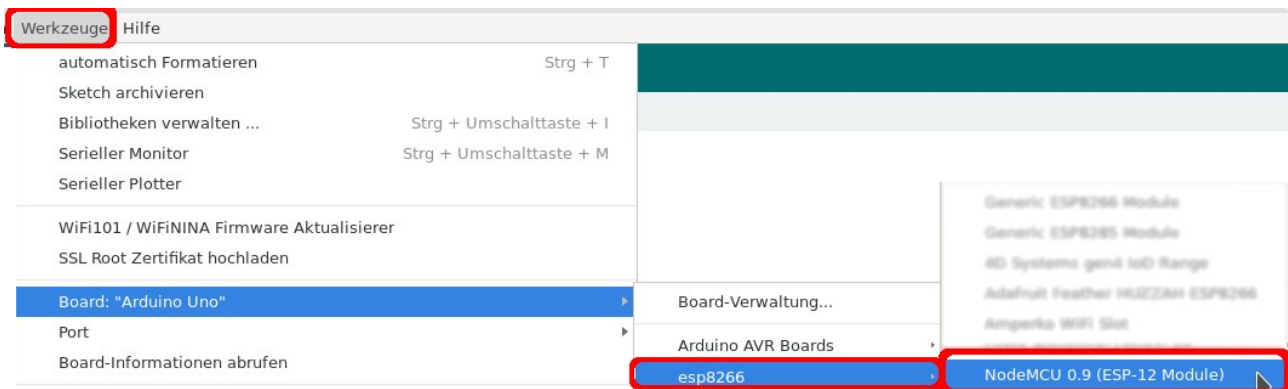 Werkzeuge Hilfe
automatisch Formatieren Strg + T
Sketch archivieren
Bibliotheken verwalten ... Strg + Umschalttaste + I
Serieller Monitor Strg + Umschalttaste + M
Serieller Plotter
WiFi101 / WiFiNINA Firmware Aktualisierer
SSL Root Zertifikat hochladen
Board: "Arduino Uno"
Port
Board-Informationen abrufen
Board-Verwaltung...
Arduino AVR Boards
esp8266
Generic ESP8266 Module
Generic ESP8285 Module
4D Systems gen4 IoD Range
Adafruit Feather HUZZAH ESP8266
Amperka WiFi Slot
NodeMCU 0.9 (ESP-12 Module)